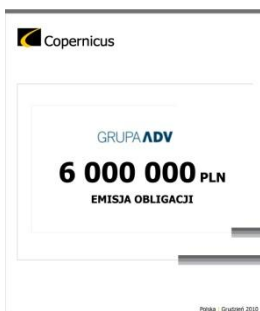 Copernicus
GRUPA ADV
6 000 000 PLN
EMISJA OBLIGACJI
Polska | Grudzień 2010